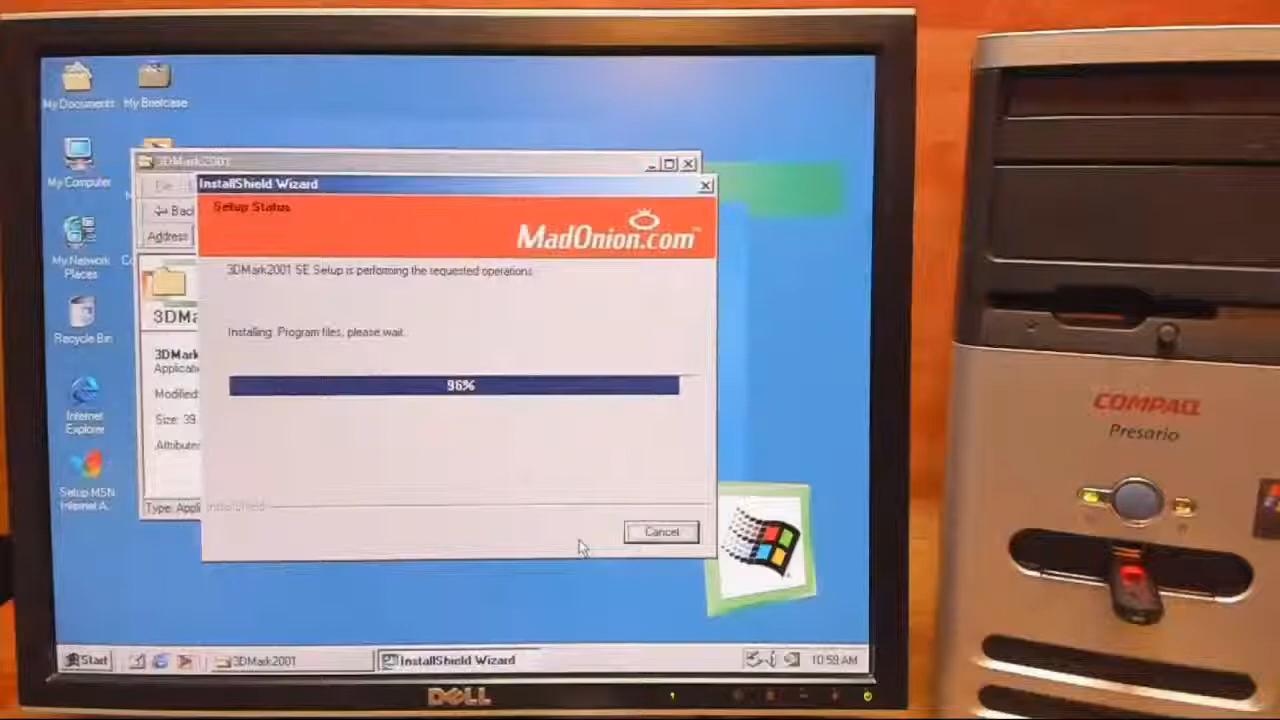 My Documents
My Briefcase
My Computer
My Network
Places
Recycle Bin
Internet
Explorer
Setup MSN
Internet A...
3DMark2001
Back
Address
3DMa
3DMark
Applicati
Modified:
Size: 39
Attributes
Type: Appli
InstallShield Wizard
Setup Status
MadOnion.com
3DMark2001 SE Setup is performing the requested operations.
Installing: Program files, please wait.
96%
InstallShield
Cancel
Start
3DMark2001
InstallShield Wizard
10:59 AM
DELL
COMPAQ
Presario